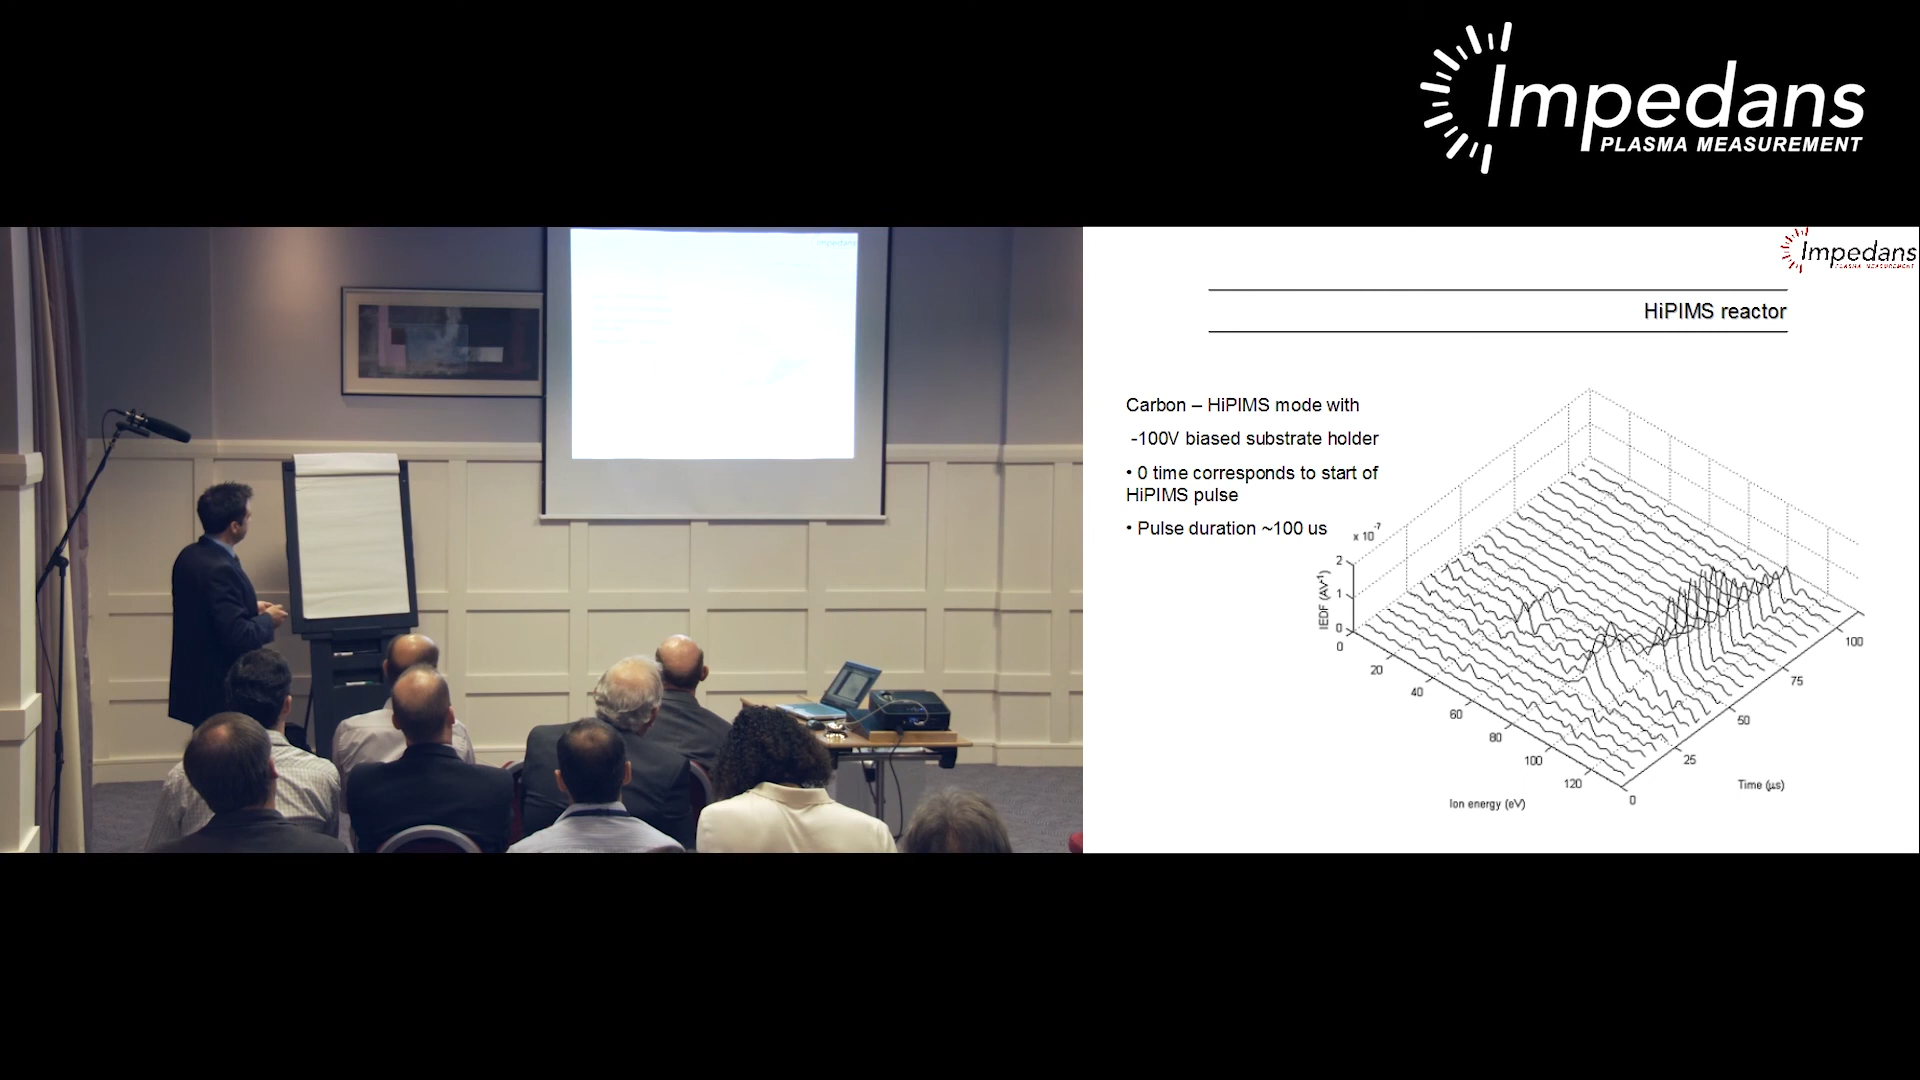 Impedans
PLASMA MEASUREMENT
Impedans
PLASMA MEASUREMENT
HiPIMS reactor
Carbon – HiPIMS mode with
-100V biased substrate holder
• 0 time corresponds to start of
HiPIMS pulse
• Pulse duration ~100 us
x 10⁻⁷
2
1
0
IEDF (AV⁻¹)
0
20
40
60
80
100
120
Ion energy (eV)
0
25
50
75
100
Time (µs)